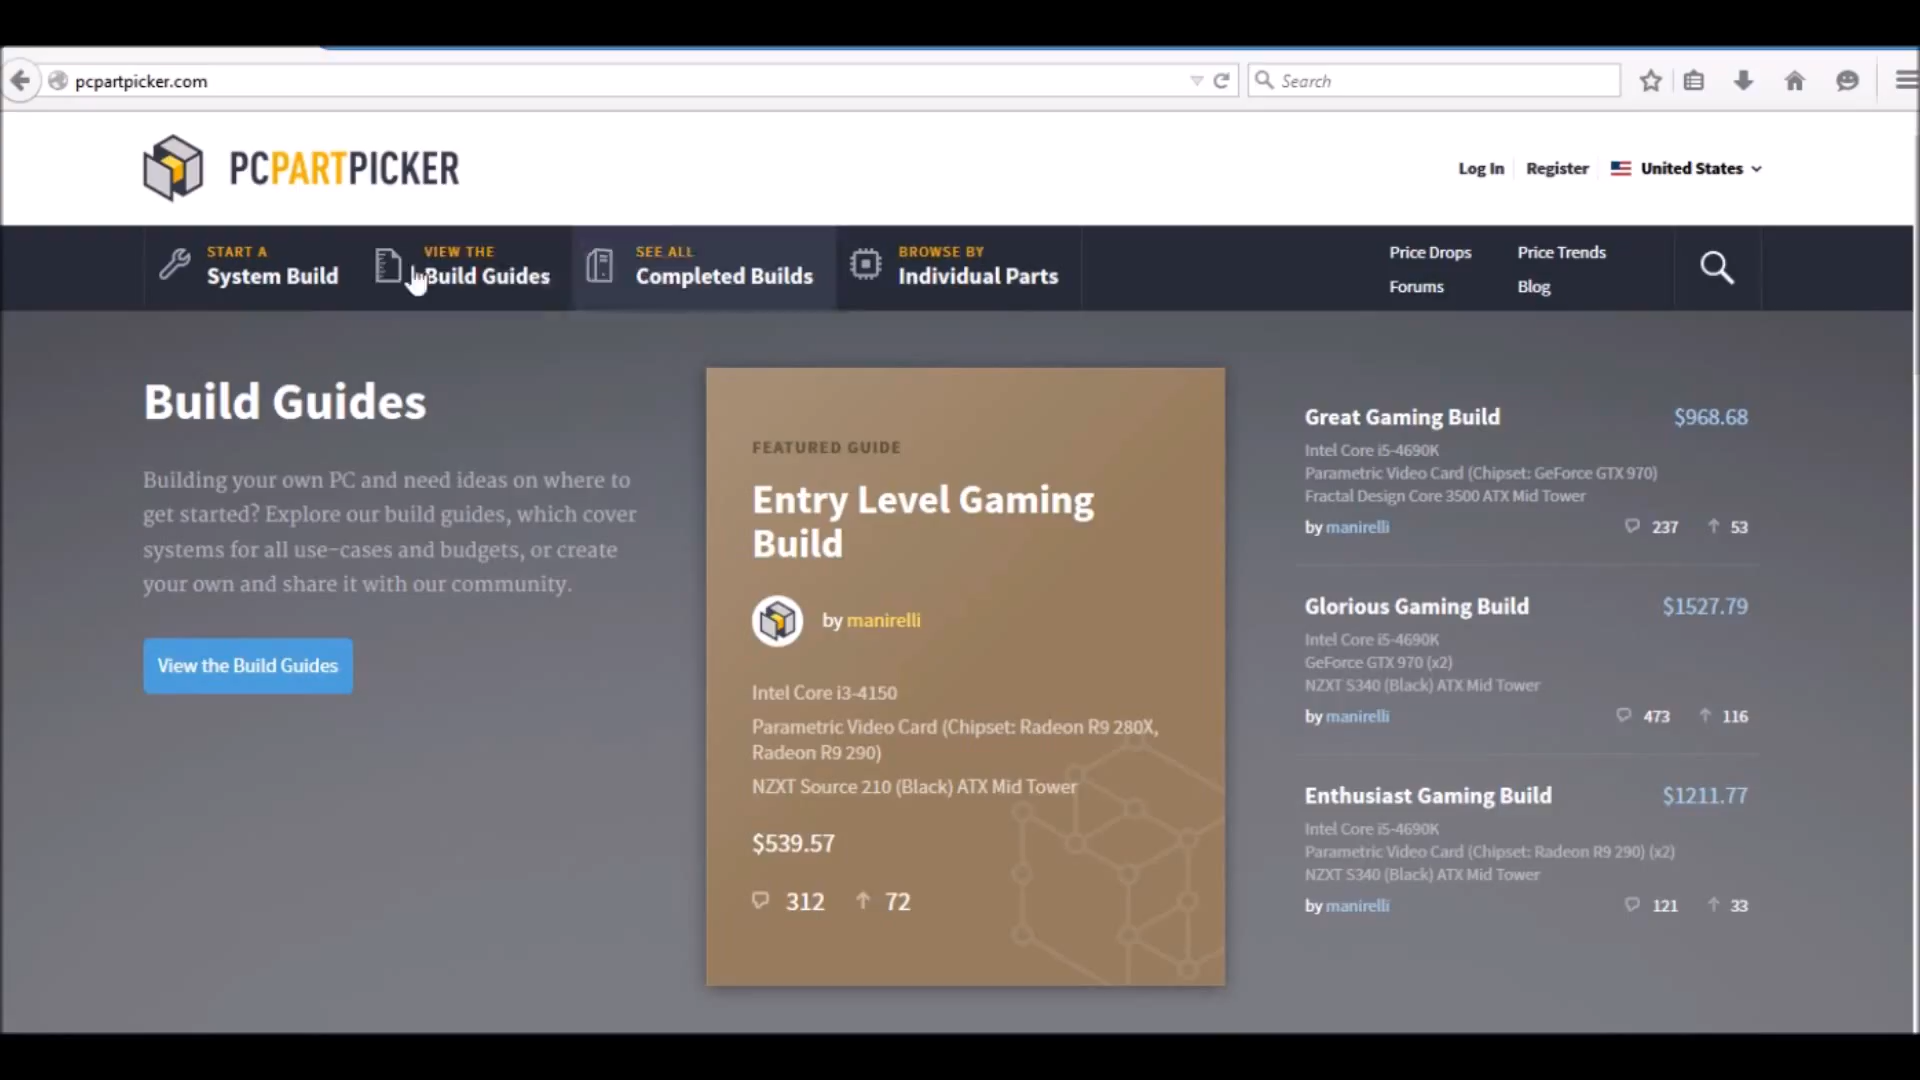 pcpartpicker.com
Search
PCPARTPICKER
Log In
Register
United States
START A
System Build
VIEW THE
Build Guides
SEE ALL
Completed Builds
BROWSE BY
Individual Parts
Price Drops
Price Trends
Forums
Blog
Build Guides
Building your own PC and need ideas on where to
get started? Explore our build guides, which cover
systems for all use-cases and budgets, or create
your own and share it with our community.
View the Build Guides
FEATURED GUIDE
Entry Level Gaming
Build
by manirelli
Intel Core i3-4150
Parametric Video Card (Chipset: Radeon R9 280X,
Radeon R9 290)
NZXT Source 210 (Black) ATX Mid Tower
$539.57
312 72
Great Gaming Build $968.68
Intel Core i5-4690K
Parametric Video Card (Chipset: GeForce GTX 970)
Fractal Design Core 3500 ATX Mid Tower
by manirelli 237 53
Glorious Gaming Build $1527.79
Intel Core i5-4690K
GeForce GTX 970 (x2)
NZXT S340 (Black) ATX Mid Tower
by manirelli 473 116
Enthusiast Gaming Build $1211.77
Intel Core i5-4690K
Parametric Video Card (Chipset: Radeon R9 290) (x2)
NZXT S340 (Black) ATX Mid Tower
by manirelli 121 33